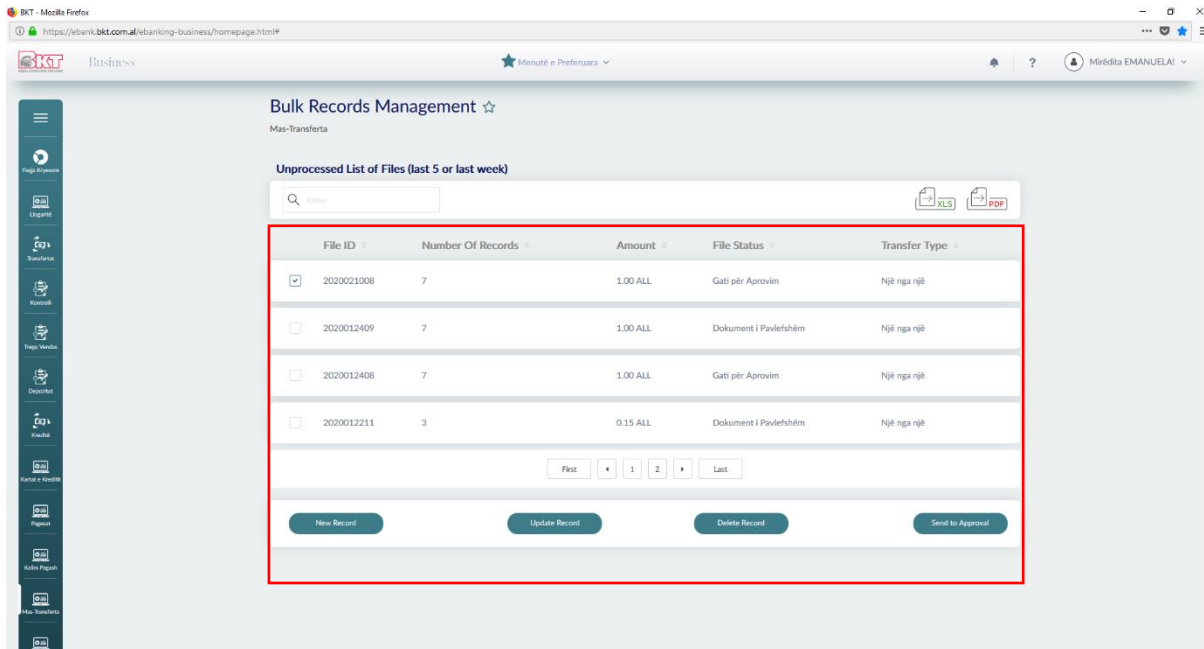 BKT - Mozilla Firefox
https://ebank.bkt.com.al/ebanking-business/homepage.html#
BKT Business Menutë e Preferuara ? Mirëdita EMANUELA!
Bulk Records Management
Mas-Transferta
Unprocessed List of Files (last 5 or last week)
XLS PDF
File ID Number Of Records Amount File Status Transfer Type
2020021008 7 1.00 ALL Gati për Aprovim Një nga një
2020012409 7 1.00 ALL Dokument i Pavlefshëm Një nga një
2020012408 7 1.00 ALL Gati për Aprovim Një nga një
2020012211 3 0.15 ALL Dokument i Pavlefshëm Një nga një
First 1 2 Last
New Record Update Record Delete Record Send to Approval
Faqja Kryesore
Llogaritë
Transfertat
Kontrolli
Trego Vendas
Depozitat
Kreditë
Kartat e Kreditit
Pagesat
Kalim Pagash
Mas-Transferta